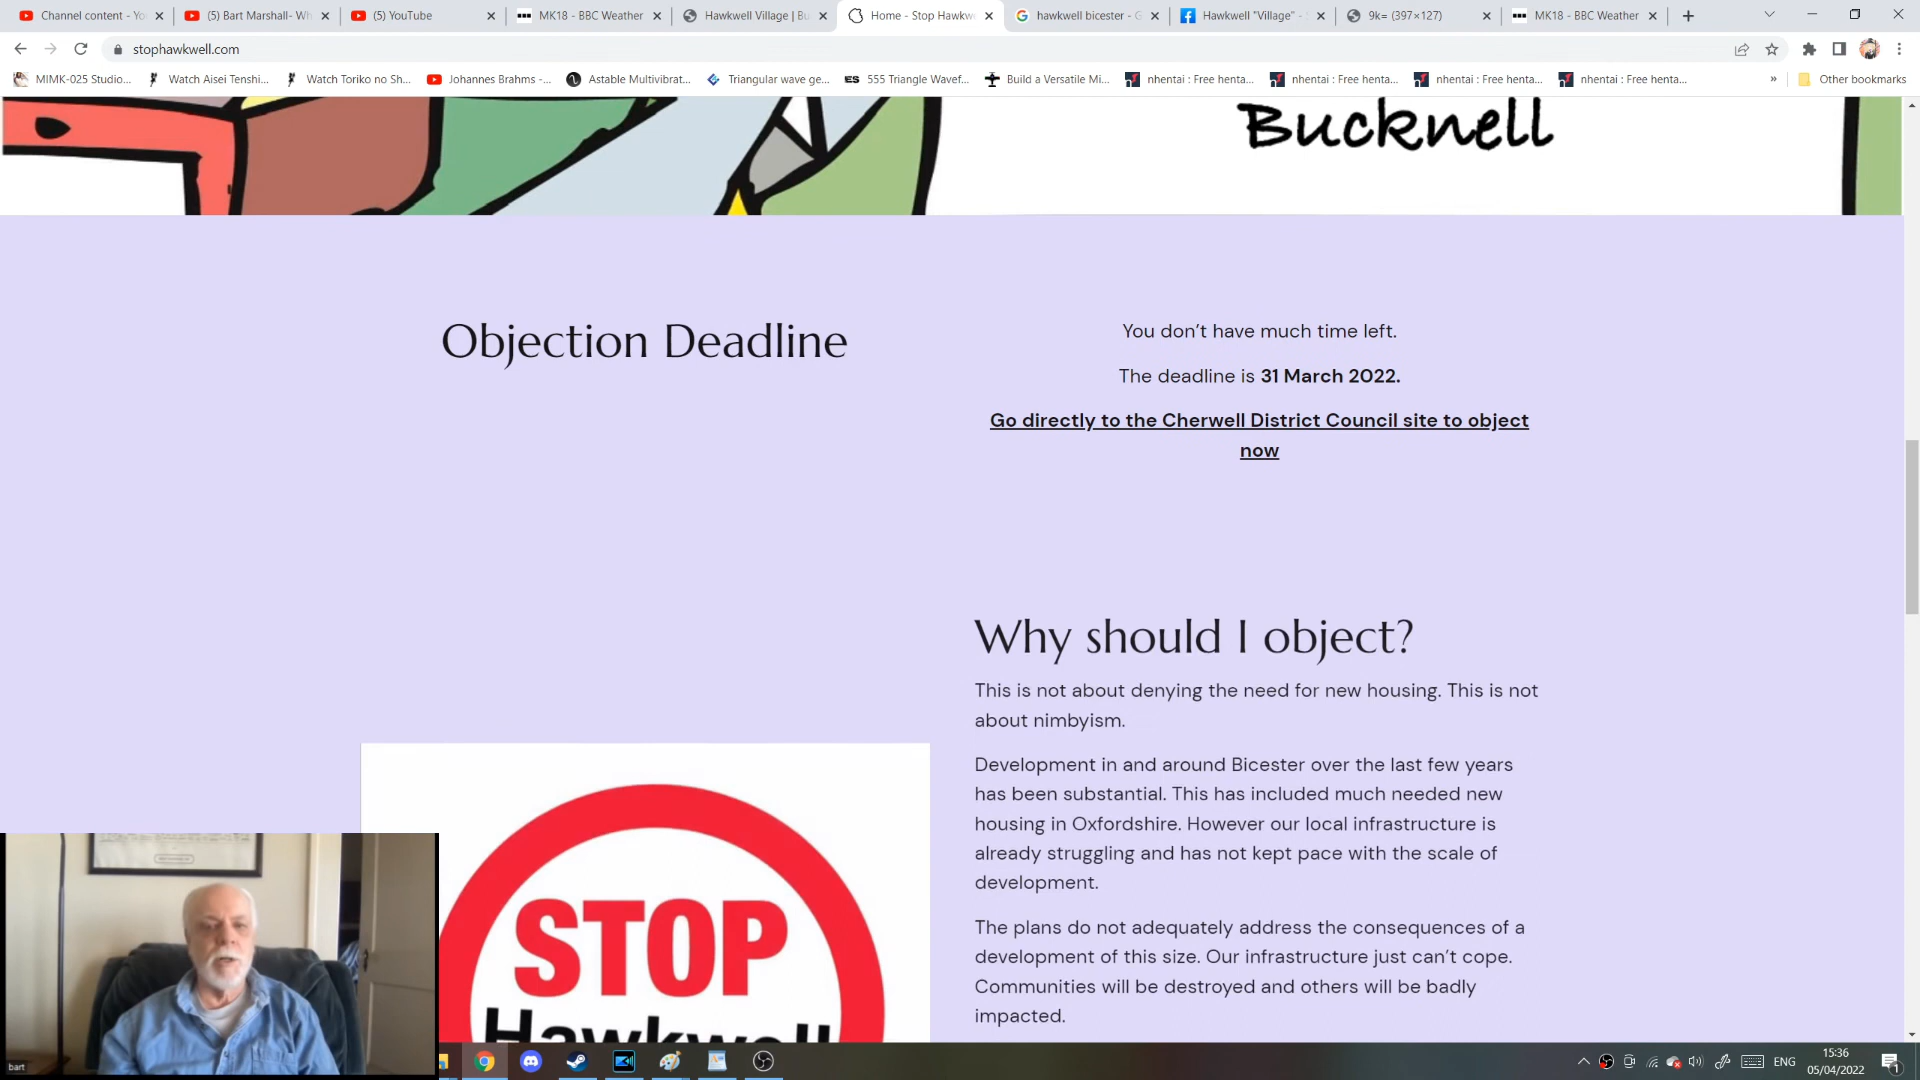 Channel content - Yo
(5) Bart Marshall- Wh
(5) YouTube
MK18 - BBC Weather
Hawkwell Village | Bu
Home - Stop Hawkw
hawkwell bicester - G
Hawkwell "Village" - S
9k= (397×127)
MK18 - BBC Weather
stophawkwell.com
MIMK-025 Studio...
Watch Aisei Tenshi...
Watch Toriko no Sh...
Johannes Brahms -...
Astable Multivibrat...
Triangular wave ge...
ES 555 Triangle Wavef...
Build a Versatile Mi...
nhentai : Free henta...
nhentai : Free henta...
nhentai : Free henta...
nhentai : Free henta...
»
Other bookmarks
Bucknell
Objection Deadline
You don't have much time left.
The deadline is 31 March 2022.
Go directly to the Cherwell District Council site to object
now
Why should I object?
This is not about denying the need for new housing. This is not
about nimbyism.
Development in and around Bicester over the last few years
has been substantial. This has included much needed new
housing in Oxfordshire. However our local infrastructure is
already struggling and has not kept pace with the scale of
development.
The plans do not adequately address the consequences of a
development of this size. Our infrastructure just can't cope.
Communities will be destroyed and others will be badly
impacted.
STOP
Hawkwell
bart
ENG
15:36
05/04/2022
1